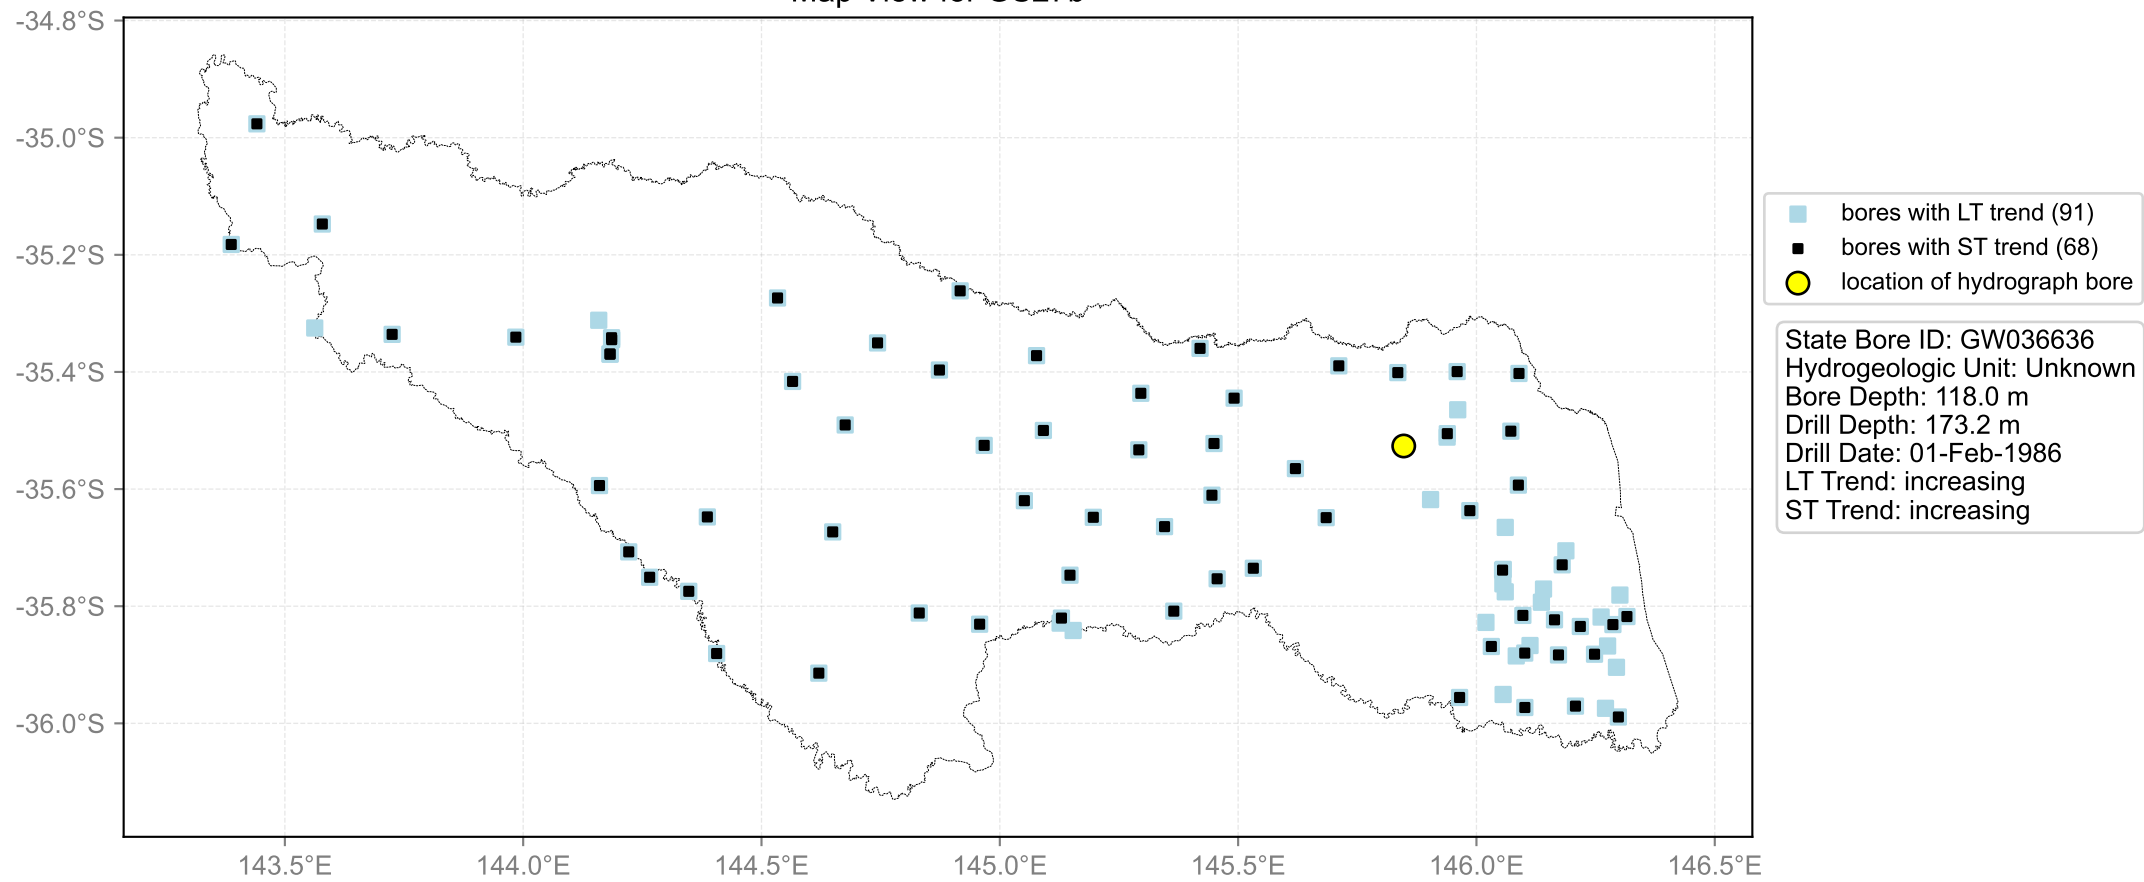 -34.8°S
-35.0°S
-35.2°S
-35.4°S
-35.6°S
-35.8°S
-36.0°S
143.5°E
144.0°E
144.5°E
145.0°E
145.5°E
146.0°E
146.5°E
bores with LT trend (91)
bores with ST trend (68)
location of hydrograph bore
State Bore ID: GW036636
Hydrogeologic Unit: Unknown
Bore Depth: 118.0 m
Drill Depth: 173.2 m
Drill Date: 01-Feb-1986
LT Trend: increasing
ST Trend: increasing